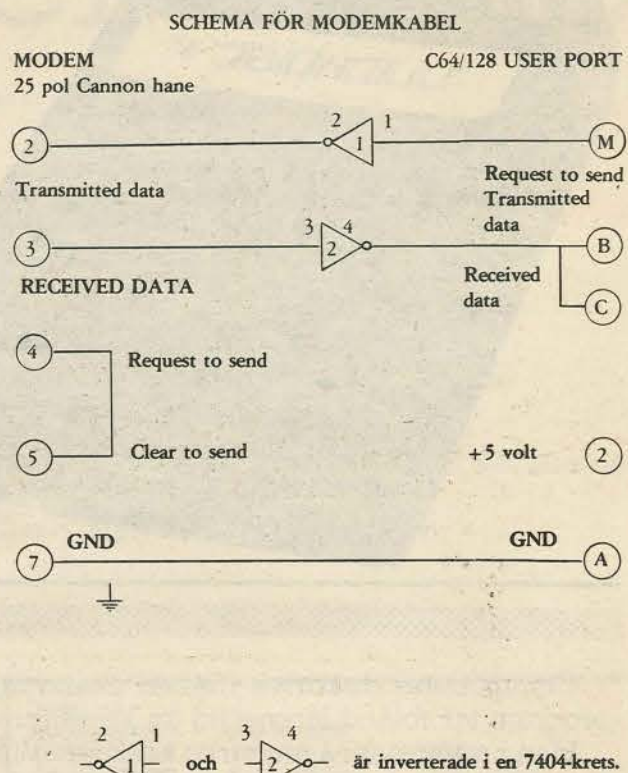 SCHEMA FÖR MODEMKABEL
MODEM C64/128 USER PORT
25 pol Cannon hane
2 2 1 1 M
Transmitted data Request to send
Transmitted
data
3 3 4 2 B
RECEIVED DATA Received
data C
4 Request to send
5 Clear to send +5 volt 2
7 GND GND A
2 1 3 4
1 och 2 är inverterade i en 7404-krets.